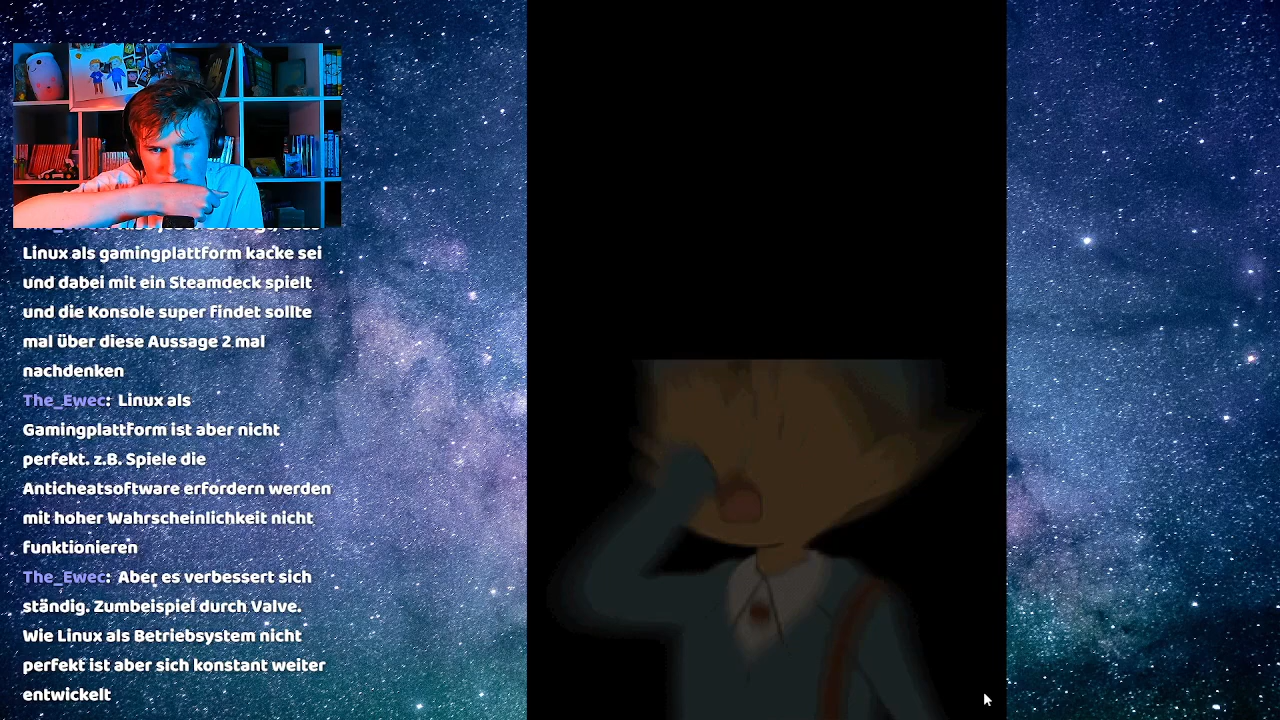 Linux als gamingplattform kacke sei
und dabei mit ein Steamdeck spielt
und die Konsole super findet sollte
mal über diese Aussage 2 mal
nachdenken
The_Ewec: Linux als
Gamingplattform ist aber nicht
perfekt. z.B. Spiele die
Anticheatsoftware erfordern werden
mit hoher Wahrscheinlichkeit nicht
funktionieren
The_Ewec: Aber es verbessert sich
ständig. Zumbeispiel durch Valve.
Wie Linux als Betriebsystem nicht
perfekt ist aber sich konstant weiter
entwickelt